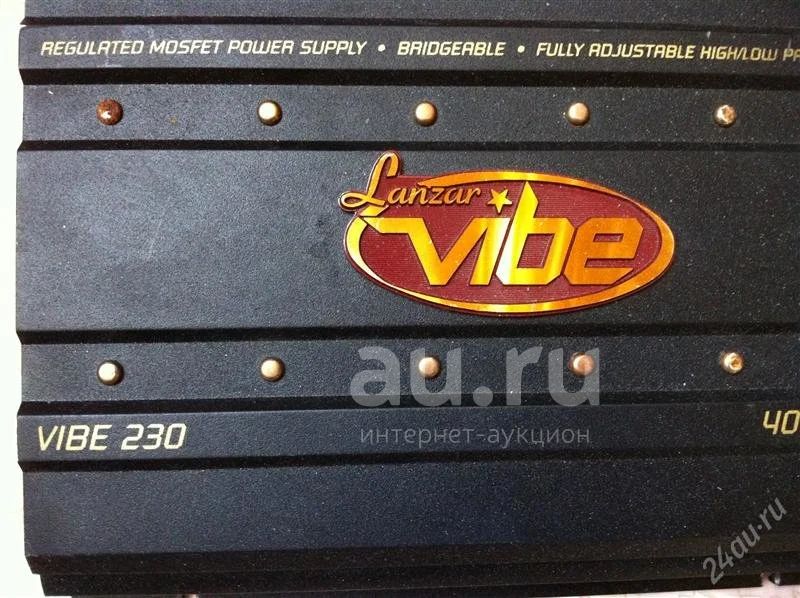 REGULATED MOSFET POWER SUPPLY • BRIDGEABLE • FULLY ADJUSTABLE HIGH/LOW PA
Lanzar
vibe
au.ru
интернет-аукцион
VIBE 230
40
24au.ru